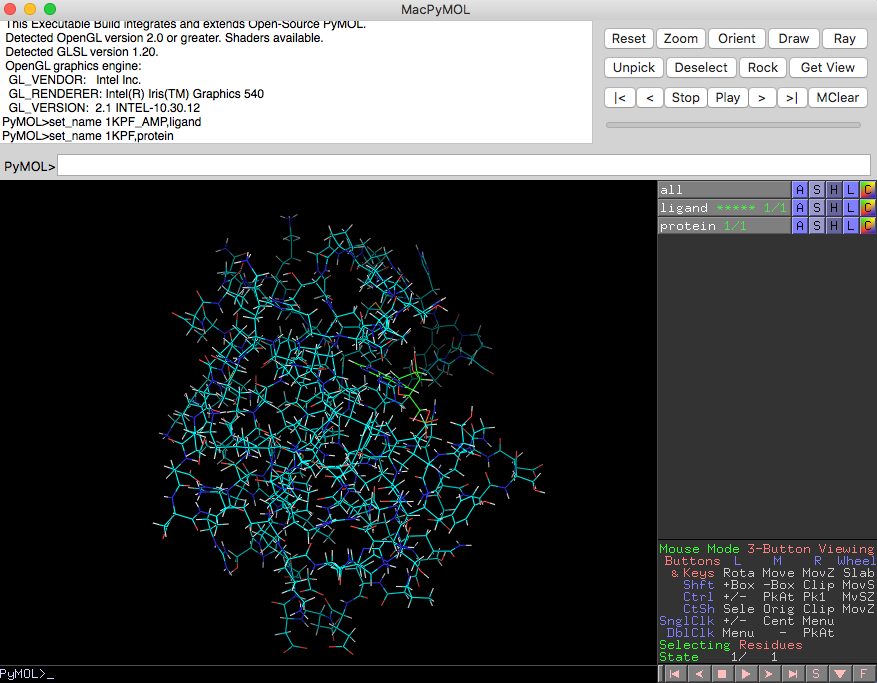 MacPyMOL
This Executable Build integrates and extends Open-Source PyMOL.
Detected OpenGL version 2.0 or greater. Shaders available.
Detected GLSL version 1.20.
OpenGL graphics engine:
GL_VENDOR: Intel Inc.
GL_RENDERER: Intel(R) Iris(TM) Graphics 540
GL_VERSION: 2.1 INTEL-10.30.12
PyMOL>set_name 1KPF_AMP,ligand
PyMOL>set_name 1KPF,protein
Reset Zoom Orient Draw Ray
Unpick Deselect Rock Get View
|< < Stop Play > >| MClear
PyMOL>
all A S H L C
ligand ***** 1/1 A S H L C
protein 1/1 A S H L C
Mouse Mode 3-Button Viewing
Buttons L M R Wheel
& Keys Rota Move MovZ Slab
Shft +Box -Box Clip MovS
Ctrl +/- PkAt Pk1 MvSZ
CtSh Sele Orig Clip MovZ
SnglClk +/- Cent Menu
DblClk Menu - PkAt
Selecting Residues
State 1/ 1
PyMOL>_
S F